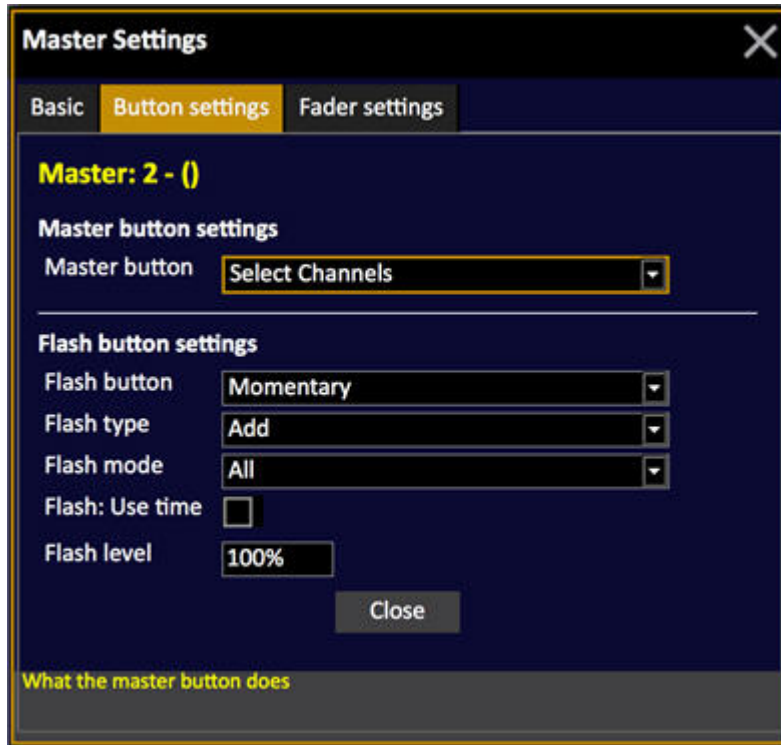 Master Settings
Basic Button settings Fader settings
Master: 2 - ()
Master button settings
Master button Select Channels
Flash button settings
Flash button Momentary
Flash type Add
Flash mode All
Flash: Use time
Flash level 100%
Close
What the master button does